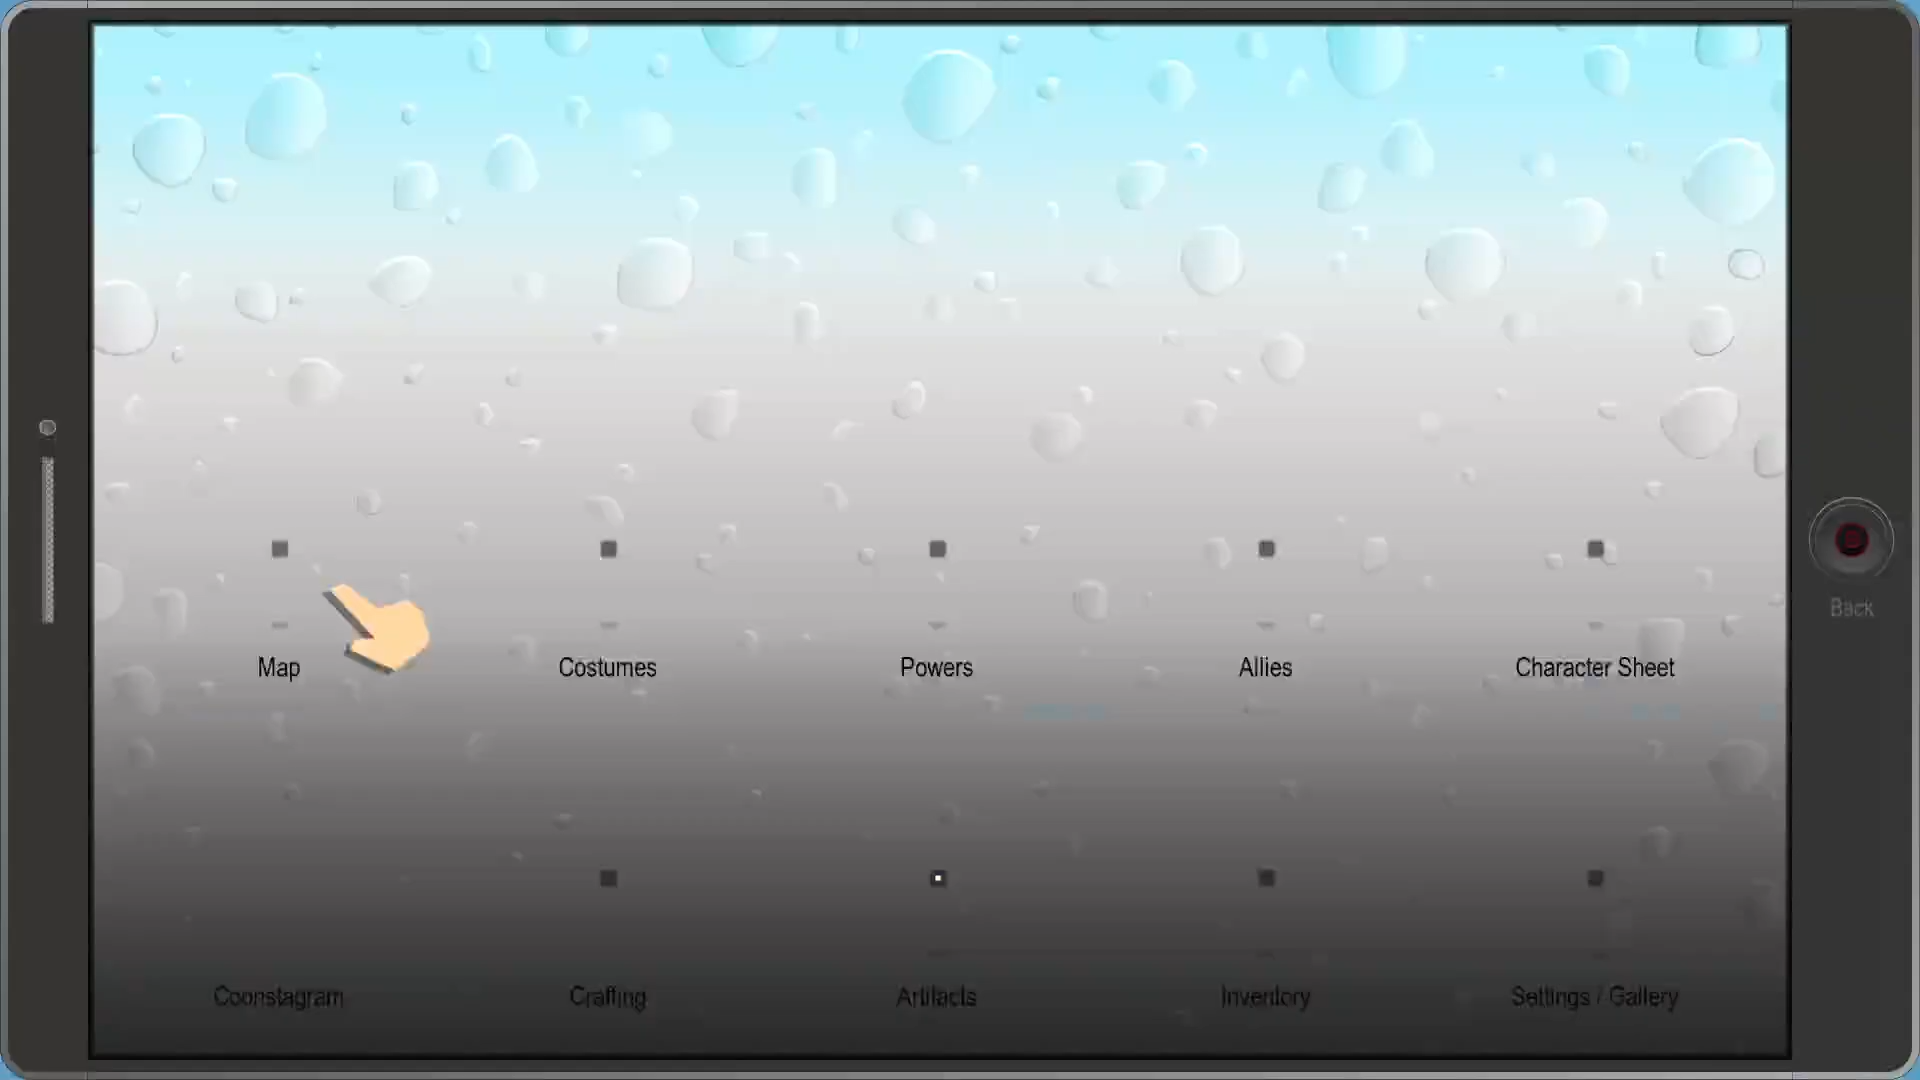 Map
Costumes
Powers
Allies
Character Sheet
Back
Coonstagram
Crafting
Artifacts
Inventory
Settings / Gallery